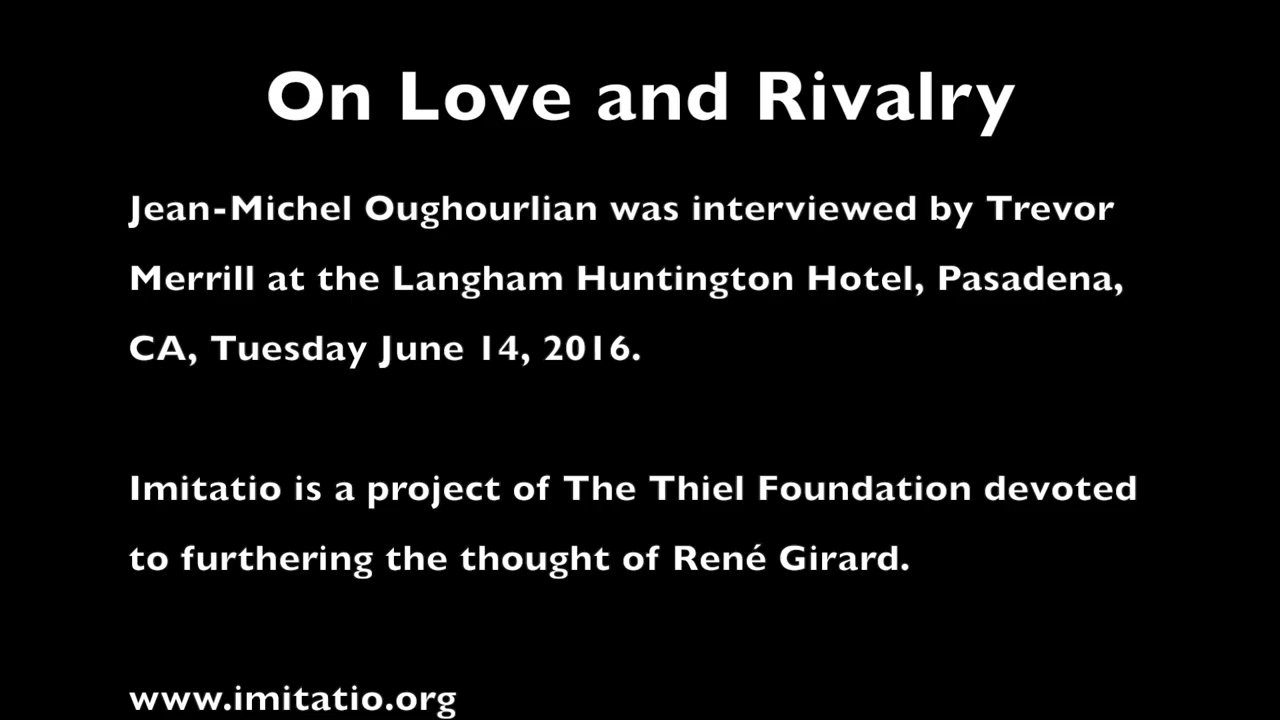 On Love and Rivalry
Jean-Michel Oughourlian was interviewed by Trevor
Merrill at the Langham Huntington Hotel, Pasadena,
CA, Tuesday June 14, 2016.
Imitatio is a project of The Thiel Foundation devoted
to furthering the thought of René Girard.
www.imitatio.org